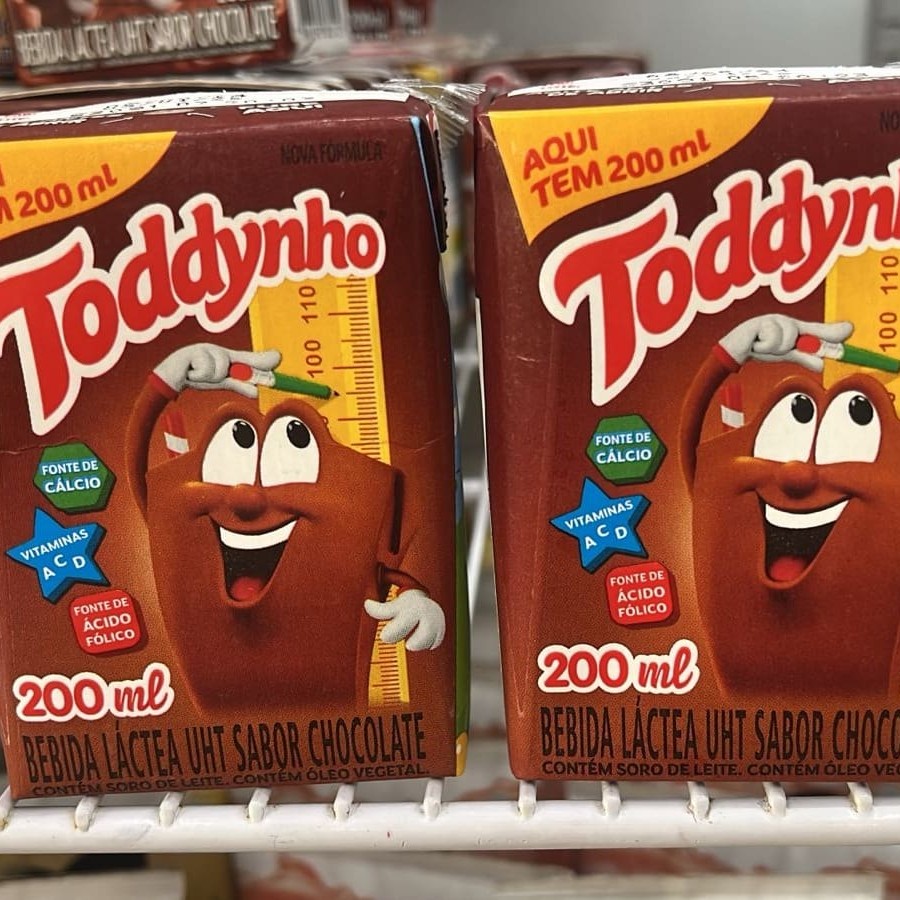 BEBIDA LÁCTEA UHT SABOR CHOCOLATE
200 ml
NOVA FÓRMULA
Toddynho
100 110
FONTE DE
CÁLCIO
VITAMINAS
A C D
FONTE DE
ÁCIDO
FÓLICO
200 ml
BEBIDA LÁCTEA UHT SABOR CHOCOLATE
CONTÉM SORO DE LEITE. CONTÉM ÓLEO VEGETAL.
AQUI
TEM 200 ml
Toddyn
100 110
FONTE DE
CÁLCIO
VITAMINAS
A C D
FONTE DE
ÁCIDO
FÓLICO
200 ml
BEBIDA LÁCTEA UHT SABOR CHOCO
CONTÉM SORO DE LEITE. CONTÉM ÓLEO VE